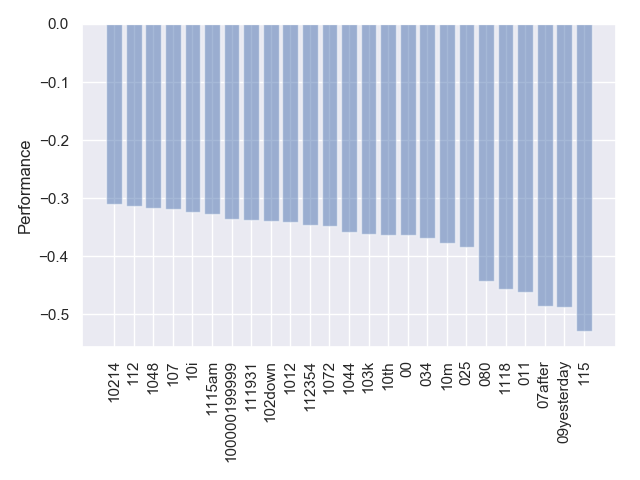 0.0
−0.1
−0.2
−0.3
−0.4
−0.5
Performance
10214
112
1048
107
10i
1115am
100000199999
111931
102down
1012
112354
1072
1044
103k
10th
00
034
10m
025
080
1118
011
07after
09yesterday
115